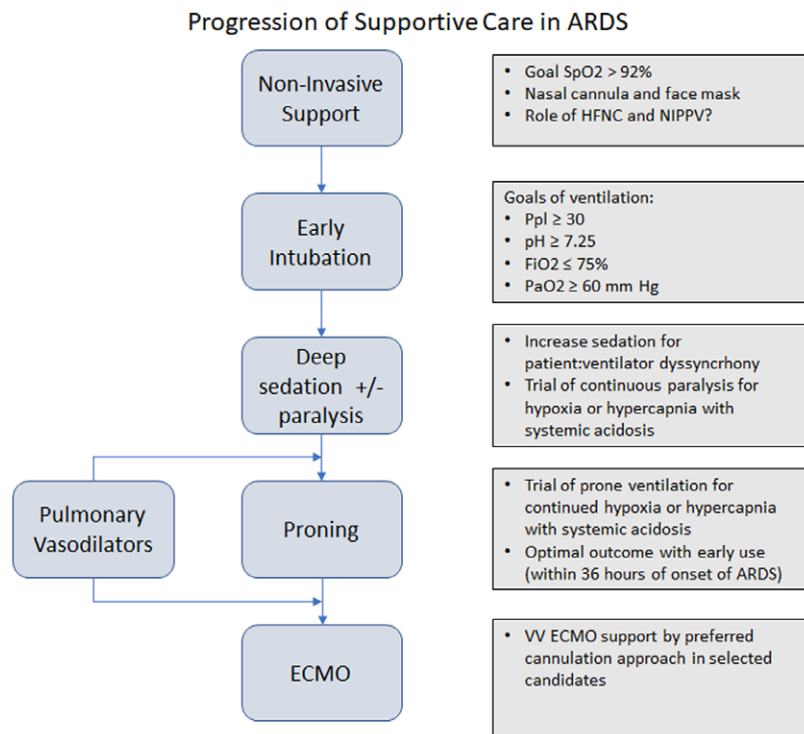 Progression of Supportive Care in ARDS
Non-Invasive
Support
• Goal SpO2 > 92%
• Nasal cannula and face mask
• Role of HFNC and NIPPV?
Early
Intubation
Goals of ventilation:
• Ppl ≥ 30
• pH ≥ 7.25
• FiO2 ≤ 75%
• PaO2 ≥ 60 mm Hg
Deep
sedation +/-
paralysis
• Increase sedation for
patient:ventilator dyssyncrhony
• Trial of continuous paralysis for
hypoxia or hypercapnia with
systemic acidosis
Pulmonary
Vasodilators
Proning
• Trial of prone ventilation for
continued hypoxia or hypercapnia
with systemic acidosis
• Optimal outcome with early use
(within 36 hours of onset of ARDS)
ECMO
• VV ECMO support by preferred
cannulation approach in selected
candidates